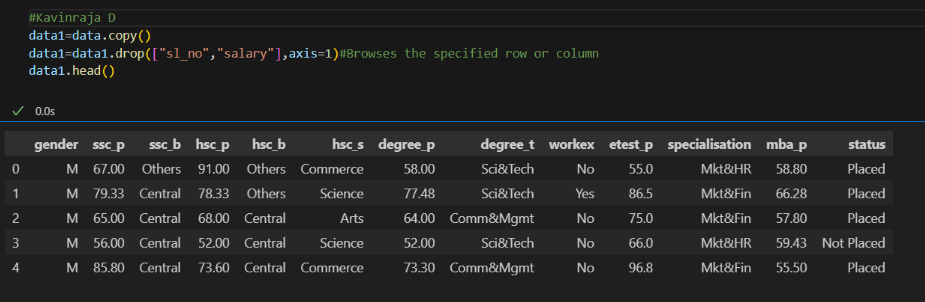 #Kavinraja D
data1=data.copy()
data1=data1.drop(["sl_no","salary"],axis=1)#Browses the specified row or column
data1.head()
✓ 0.0s
gender ssc_p ssc_b hsc_p hsc_b hsc_s degree_p degree_t workex etest_p specialisation mba_p status
0 M 67.00 Others 91.00 Others Commerce 58.00 Sci&Tech No 55.0 Mkt&HR 58.80 Placed
1 M 79.33 Central 78.33 Others Science 77.48 Sci&Tech Yes 86.5 Mkt&Fin 66.28 Placed
2 M 65.00 Central 68.00 Central Arts 64.00 Comm&Mgmt No 75.0 Mkt&Fin 57.80 Placed
3 M 56.00 Central 52.00 Central Science 52.00 Sci&Tech No 66.0 Mkt&HR 59.43 Not Placed
4 M 85.80 Central 73.60 Central Commerce 73.30 Comm&Mgmt No 96.8 Mkt&Fin 55.50 Placed